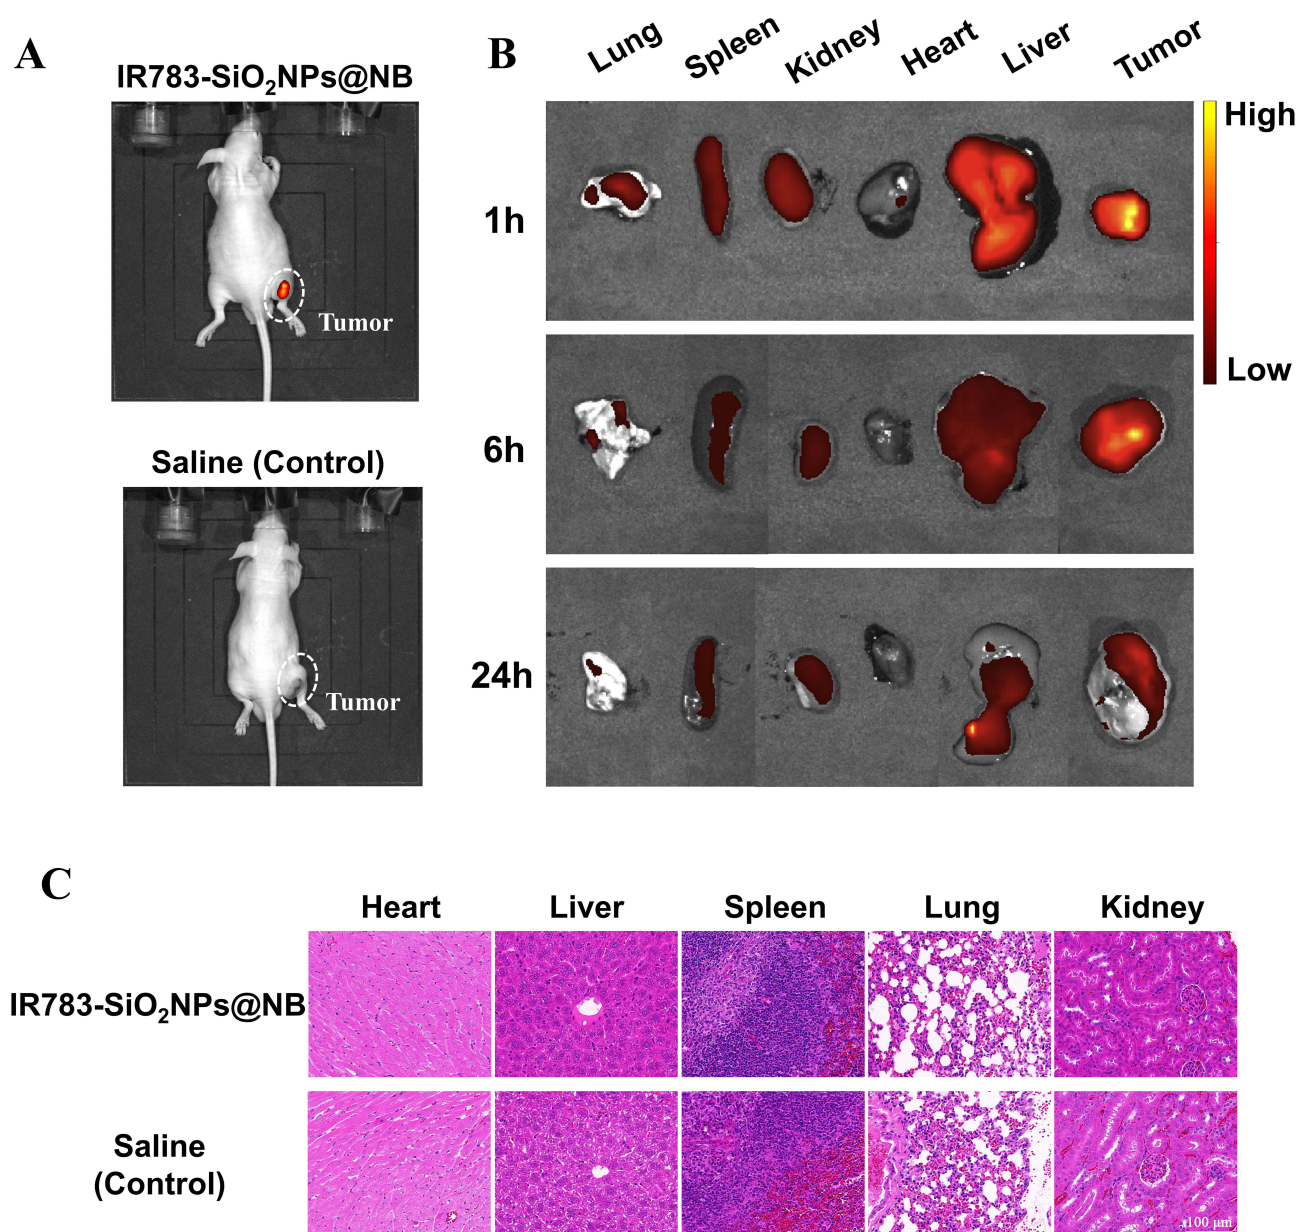 A
IR783-SiO₂NPs@NB
Tumor
Saline (Control)
Tumor
B
Lung Spleen Kidney Heart Liver Tumor
1h
6h
24h
High
Low
C
Heart Liver Spleen Lung Kidney
IR783-SiO₂NPs@NB
Saline
(Control)
100 μm